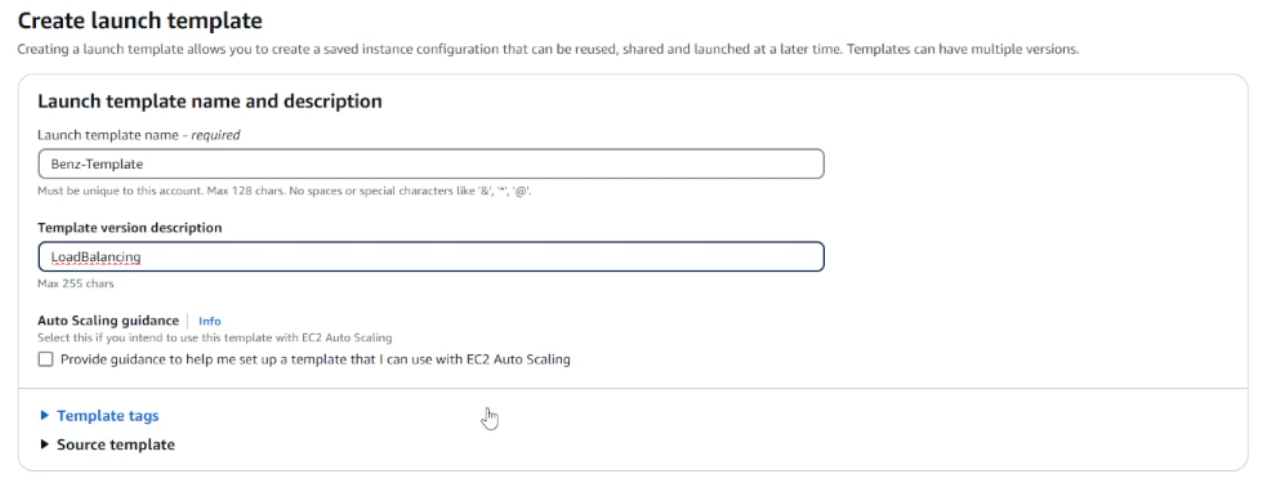 Create launch template
Creating a launch template allows you to create a saved instance configuration that can be reused, shared and launched at a later time. Templates can have multiple versions.
Launch template name and description
Launch template name - required
Benz-Template
Must be unique to this account. Max 128 chars. No spaces or special characters like '&', '*', '@'.
Template version description
LoadBalancing
Max 255 chars
Auto Scaling guidance | Info
Select this if you intend to use this template with EC2 Auto Scaling
Provide guidance to help me set up a template that I can use with EC2 Auto Scaling
Template tags
Source template